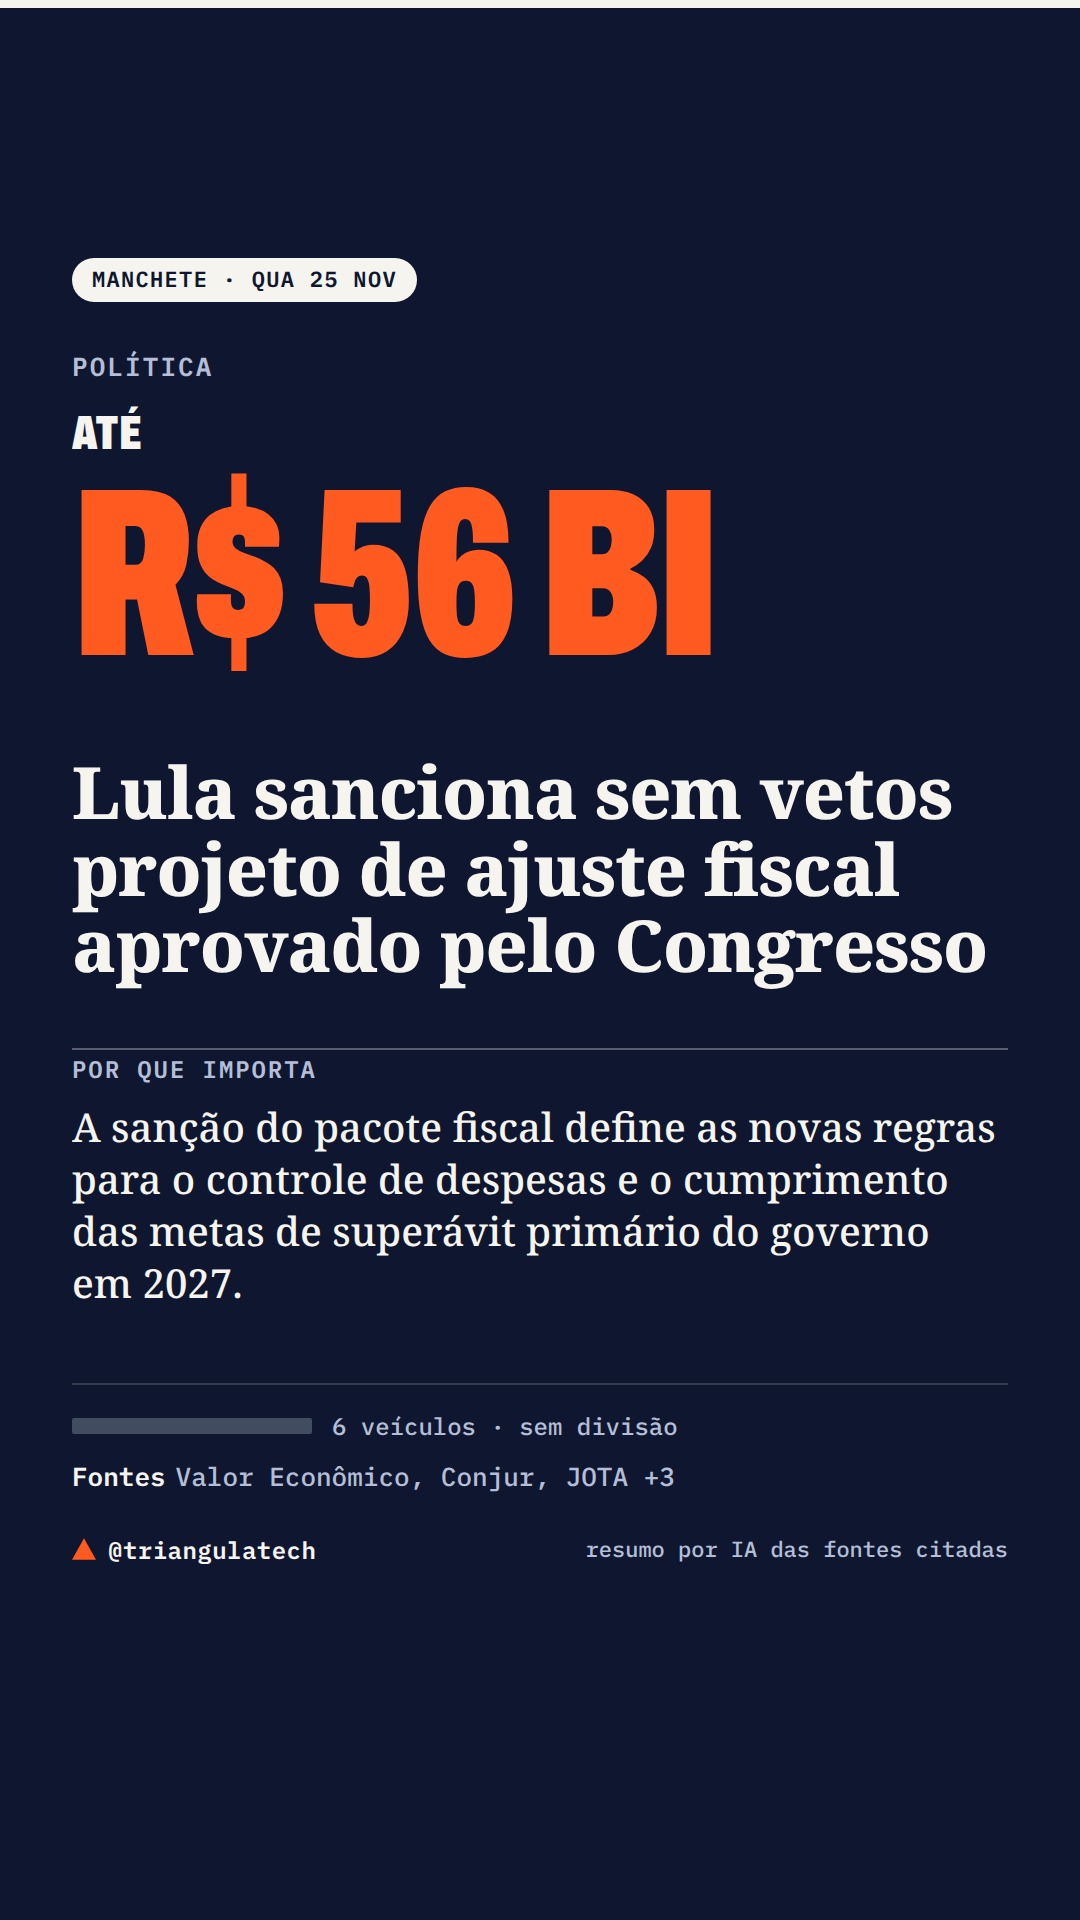 MANCHETE · QUA 25 NOV
POLÍTICA
ATÉ
R$ 56 BI
Lula sanciona sem vetos
projeto de ajuste fiscal
aprovado pelo Congresso
POR QUE IMPORTA
A sanção do pacote fiscal define as novas regras
para o controle de despesas e o cumprimento
das metas de superávit primário do governo
em 2027.
6 veículos · sem divisão
Fontes Valor Econômico, Conjur, JOTA +3
@triangulatech
resumo por IA das fontes citadas